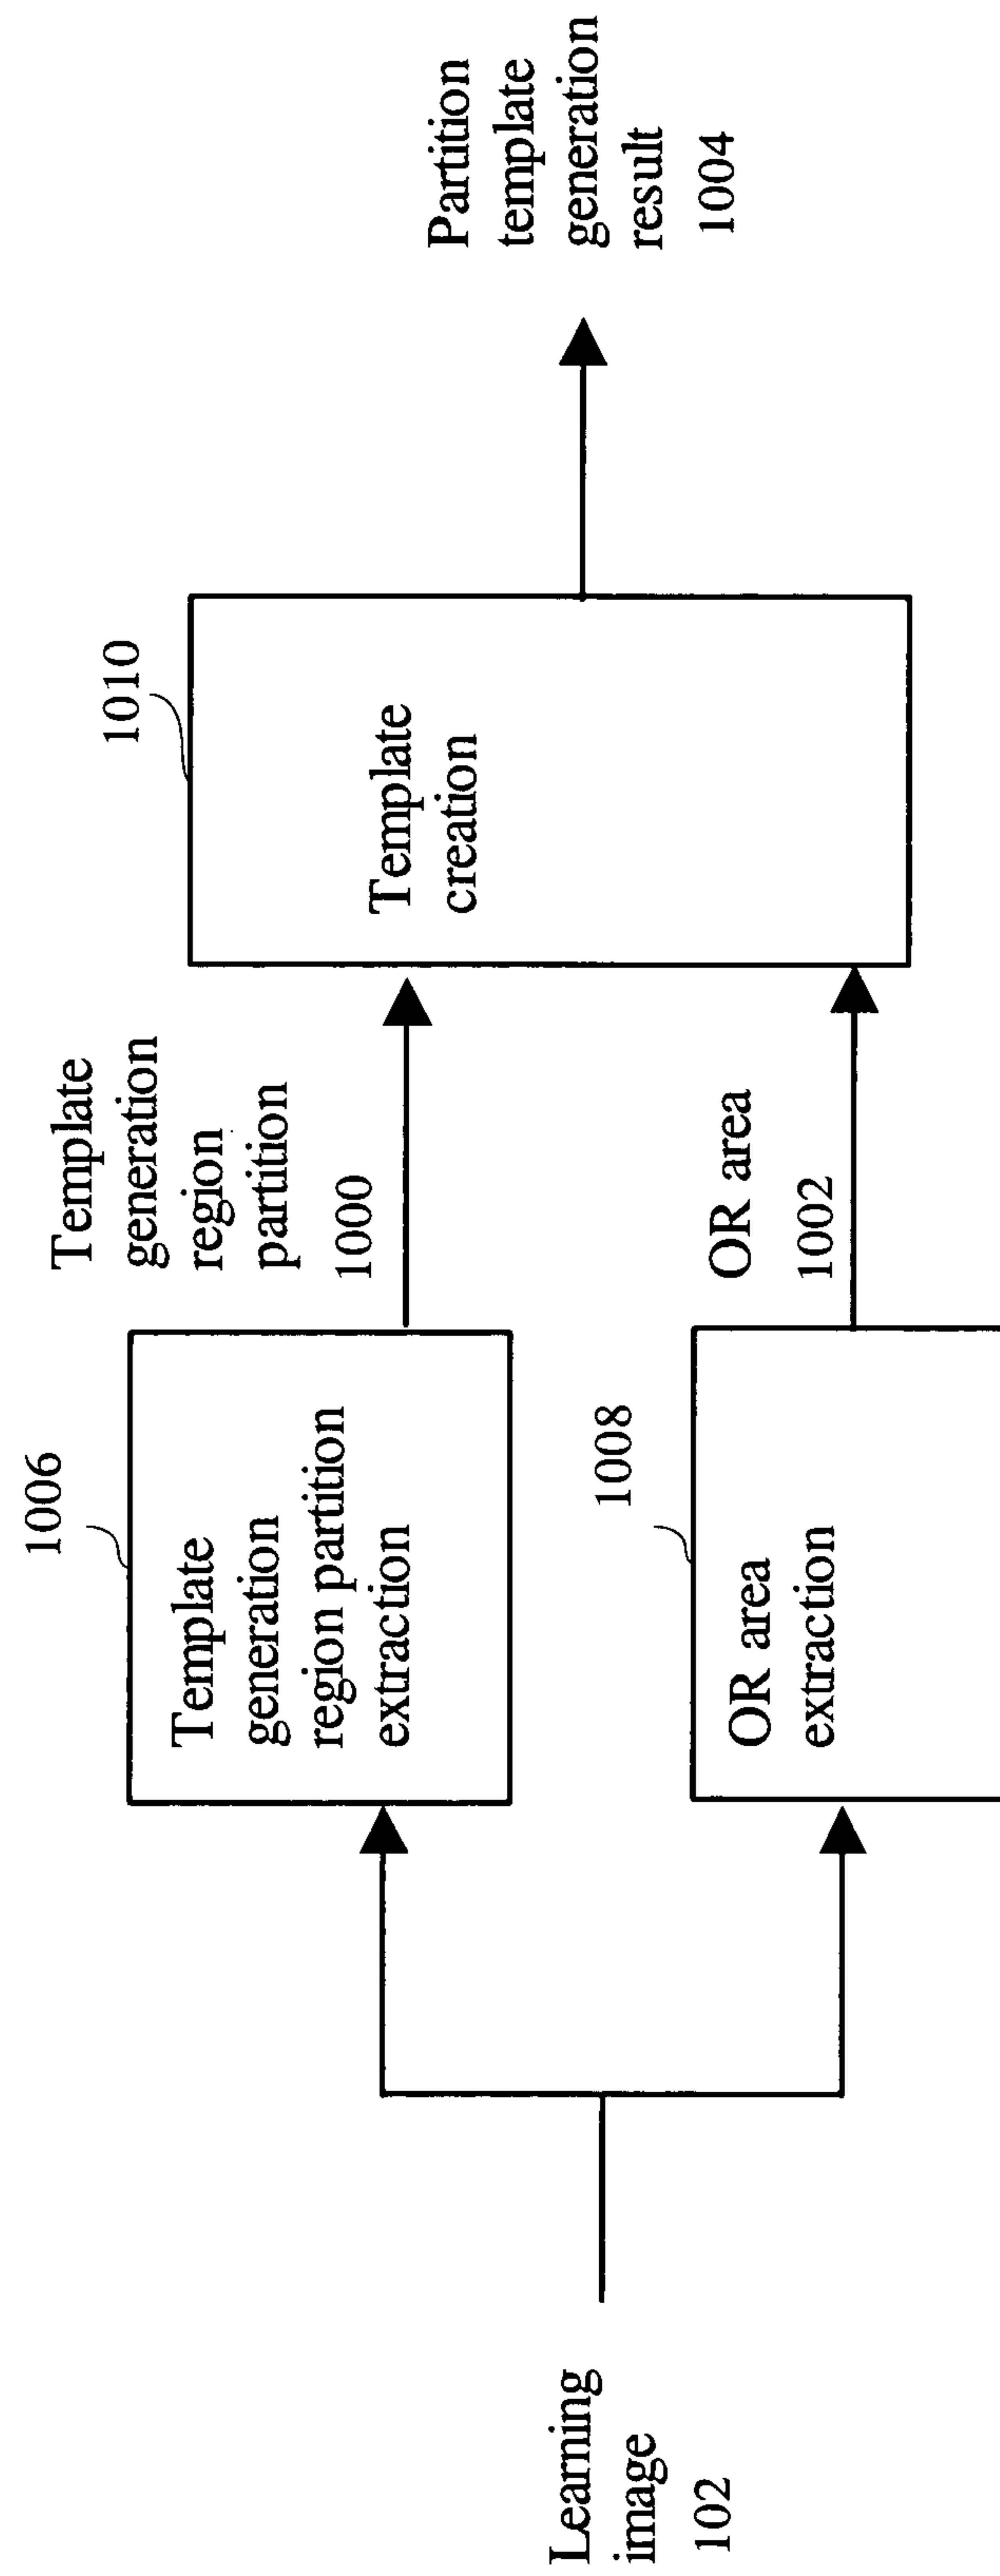 Learning
image
102
1006
Template
generation
region partition
extraction
Template
generation
region
partition
1000
1008
OR area
extraction
OR area
1002
1010
Template
creation
Partition
template
generation
result
1004